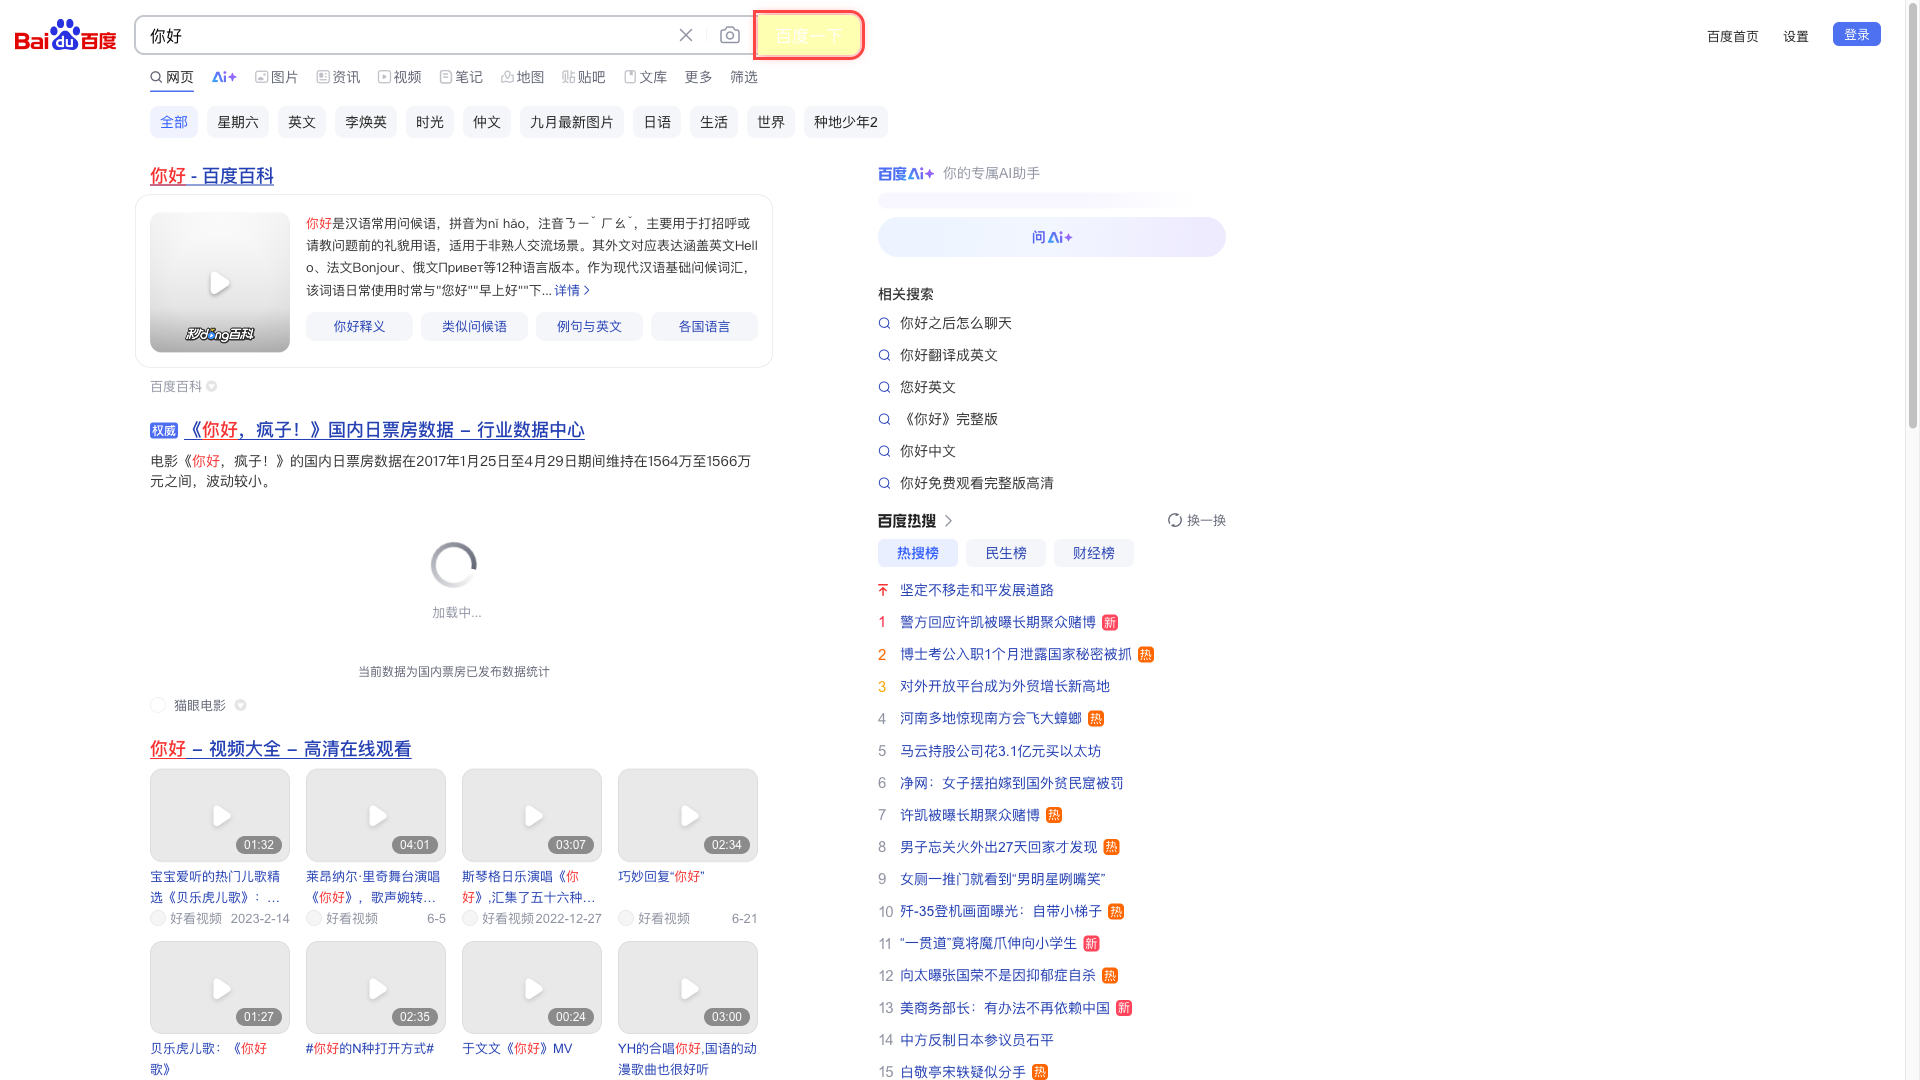 Bai du 百度
你好
百度一下
百度首页
设置
登录
网页
Ai+
图片
资讯
视频
笔记
地图
贴吧
文库
更多
筛选
全部
星期六
英文
李焕英
时光
仲文
九月最新图片
日语
生活
世界
种地少年2
你好 - 百度百科
你好是汉语常用问候语，拼音为nǐ hǎo，注音ㄋㄧˇ ㄏㄠˇ，主要用于打招呼或
请教问题前的礼貌用语，适用于非熟人交流场景。其外文对应表达涵盖英文Hell
o、法文Bonjour、俄文Привет等12种语言版本。作为现代汉语基础问候词汇，
该词语日常使用时常与"您好""早上好""下... 详情
秒dǒng百科
你好释义
类似问候语
例句与英文
各国语言
百度百科
权威 《你好，疯子！》国内日票房数据 – 行业数据中心
电影《你好，疯子！》的国内日票房数据在2017年1月25日至4月29日期间维持在1564万至1566万
元之间，波动较小。
加载中...
当前数据为国内票房已发布数据统计
猫眼电影
你好 – 视频大全 – 高清在线观看
01:32
04:01
03:07
02:34
宝宝爱听的热门儿歌精
选《贝乐虎儿歌》：...
好看视频 2023-2-14
莱昂纳尔·里奇舞台演唱
《你好》，歌声婉转...
好看视频 6-5
斯琴格日乐演唱《你
好》,汇集了五十六种...
好看视频 2022-12-27
巧妙回复“你好”
好看视频 6-21
01:27
02:35
00:24
03:00
贝乐虎儿歌：《你好
歌》
#你好的N种打开方式#
于文文《你好》MV
YH的合唱你好,国语的动
漫歌曲也很好听
百度Ai+ 你的专属AI助手
问Ai+
相关搜索
你好之后怎么聊天
你好翻译成英文
您好英文
《你好》完整版
你好中文
你好免费观看完整版高清
百度热搜
换一换
热搜榜
民生榜
财经榜
坚定不移走和平发展道路
1 警方回应许凯被曝长期聚众赌博 新
2 博士考公入职1个月泄露国家秘密被抓 热
3 对外开放平台成为外贸增长新高地
4 河南多地惊现南方会飞大蟑螂 热
5 马云持股公司花3.1亿元买以太坊
6 净网：女子摆拍嫁到国外贫民窟被罚
7 许凯被曝长期聚众赌博 热
8 男子忘关火外出27天回家才发现 热
9 女厕一推门就看到“男明星咧嘴笑”
10 歼-35登机画面曝光：自带小梯子 热
11 “一贯道”竟将魔爪伸向小学生 新
12 向太曝张国荣不是因抑郁症自杀 热
13 美商务部长：有办法不再依赖中国 新
14 中方反制日本参议员石平
15 白敬亭宋轶疑似分手 热